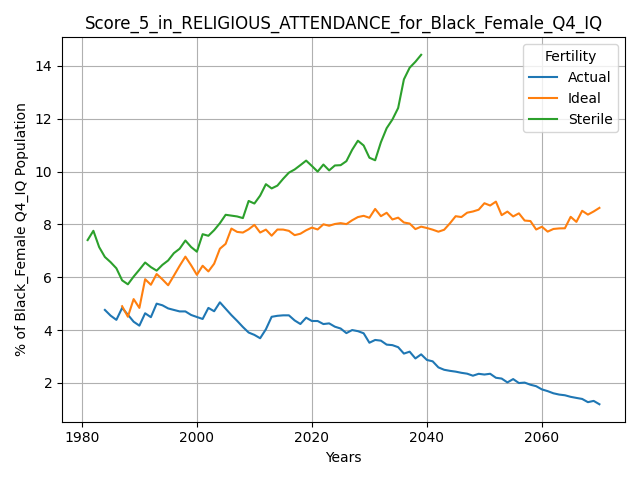 Score_5_in_RELIGIOUS_ATTENDANCE_for_Black_Female_Q4_IQ
% of Black_Female Q4_IQ Population
14
12
10
8
6
4
2
Fertility
Actual
Ideal
Sterile
1980 2000 2020 2040 2060
Years